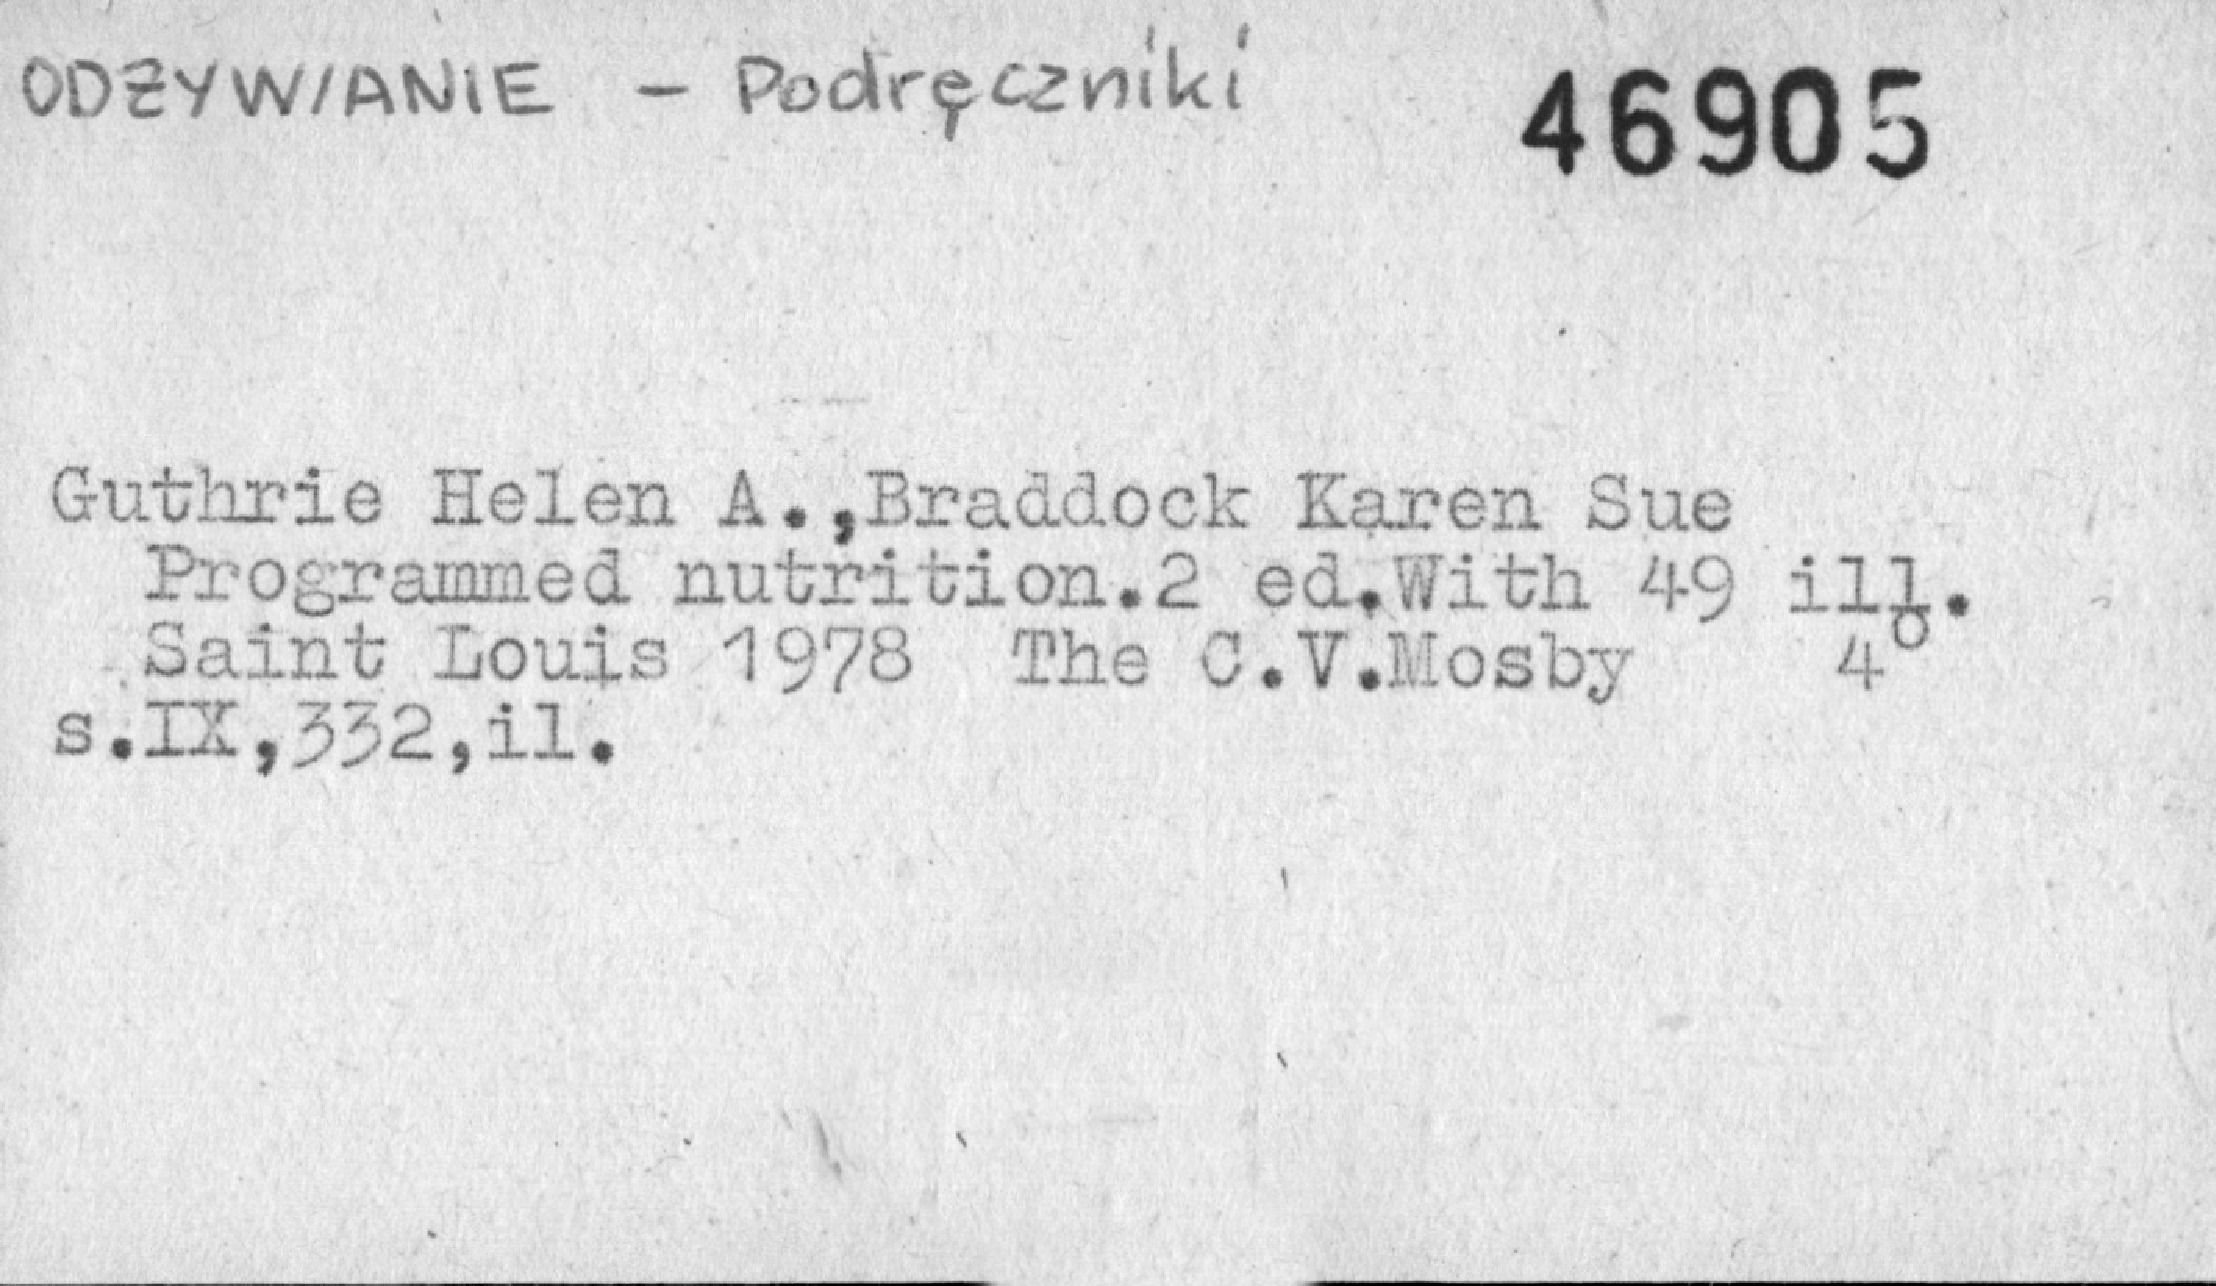 ODŻYWIANIE - Podręczniki 46905
Guthrie Helen A.,Braddock Karen Sue
Programmed nutrition.2 ed.With 49 ill.
Saint Louis 1978 The C.V.Mosby 4º
s.IX,332,il.